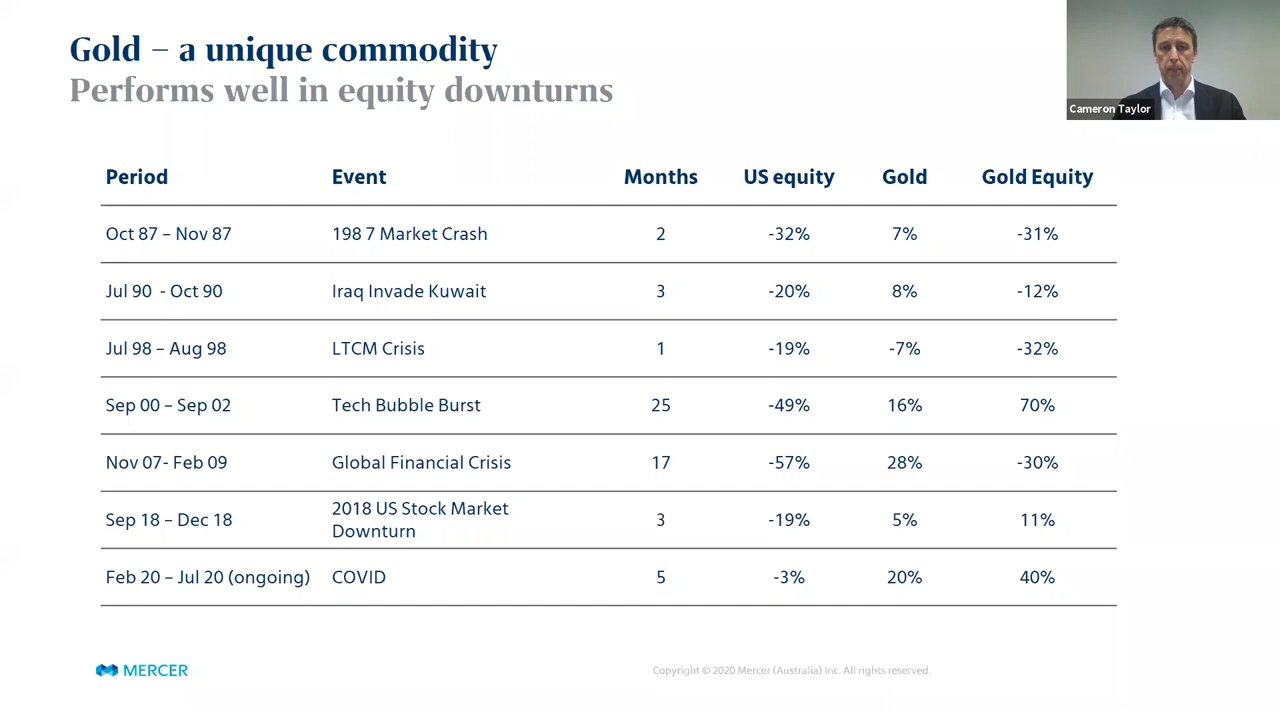 Gold – a unique commodity
Performs well in equity downturns
Cameron Taylor
Period Event Months US equity Gold Gold Equity
Oct 87 – Nov 87 198 7 Market Crash 2 -32% 7% -31%
Jul 90 - Oct 90 Iraq Invade Kuwait 3 -20% 8% -12%
Jul 98 – Aug 98 LTCM Crisis 1 -19% -7% -32%
Sep 00 – Sep 02 Tech Bubble Burst 25 -49% 16% 70%
Nov 07- Feb 09 Global Financial Crisis 17 -57% 28% -30%
Sep 18 – Dec 18 2018 US Stock Market
Downturn 3 -19% 5% 11%
Feb 20 – Jul 20 (ongoing) COVID 5 -3% 20% 40%
MERCER
Copyright © 2020 Mercer (Australia) Inc. All rights reserved.